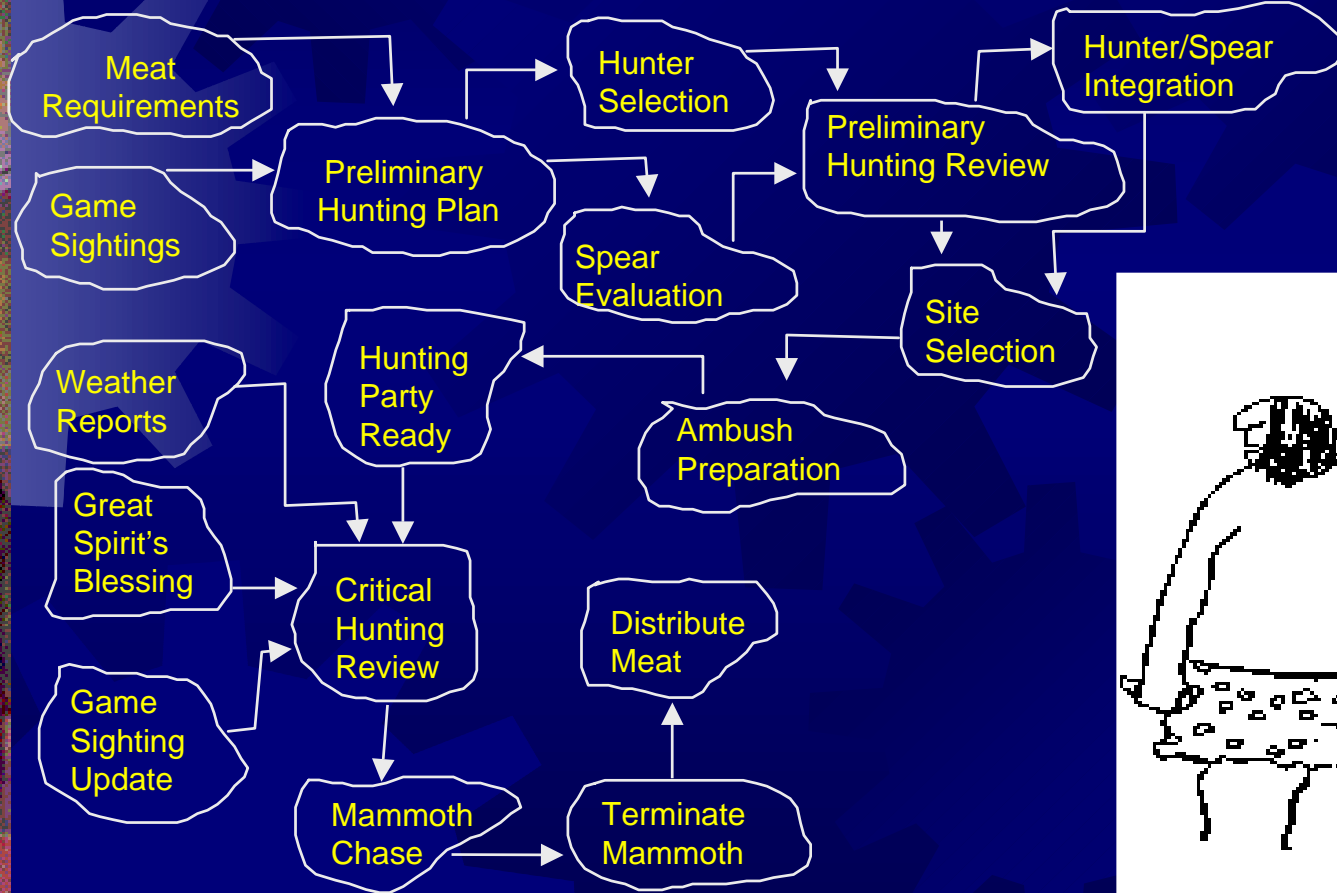 Meat
Requirements
Game
Sightings
Preliminary
Hunting Plan
Hunter
Selection
Spear
Evaluation
Preliminary
Hunting Review
Hunter/Spear
Integration
Site
Selection
Ambush
Preparation
Hunting
Party
Ready
Weather
Reports
Great
Spirit’s
Blessing
Game
Sighting
Update
Critical
Hunting
Review
Mammoth
Chase
Terminate
Mammoth
Distribute
Meat